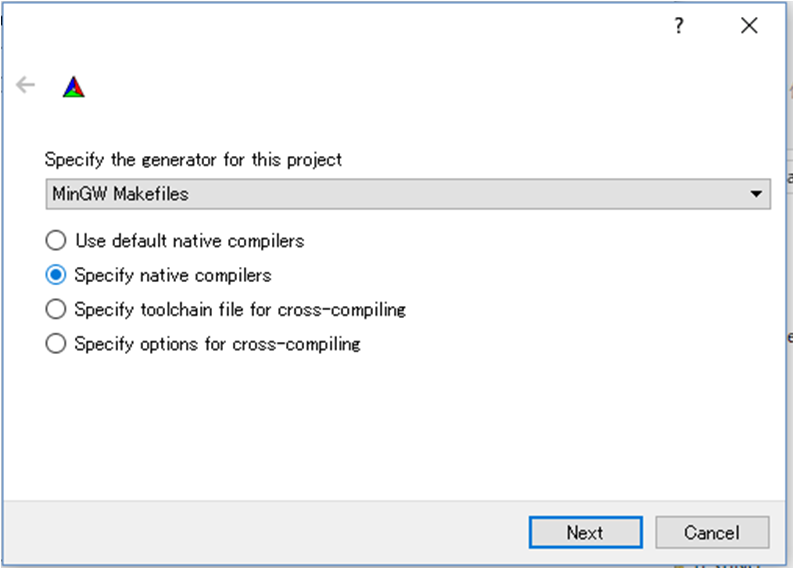 ?
Specify the generator for this project
MinGW Makefiles
Use default native compilers
Specify native compilers
Specify toolchain file for cross-compiling
Specify options for cross-compiling
Next
Cancel